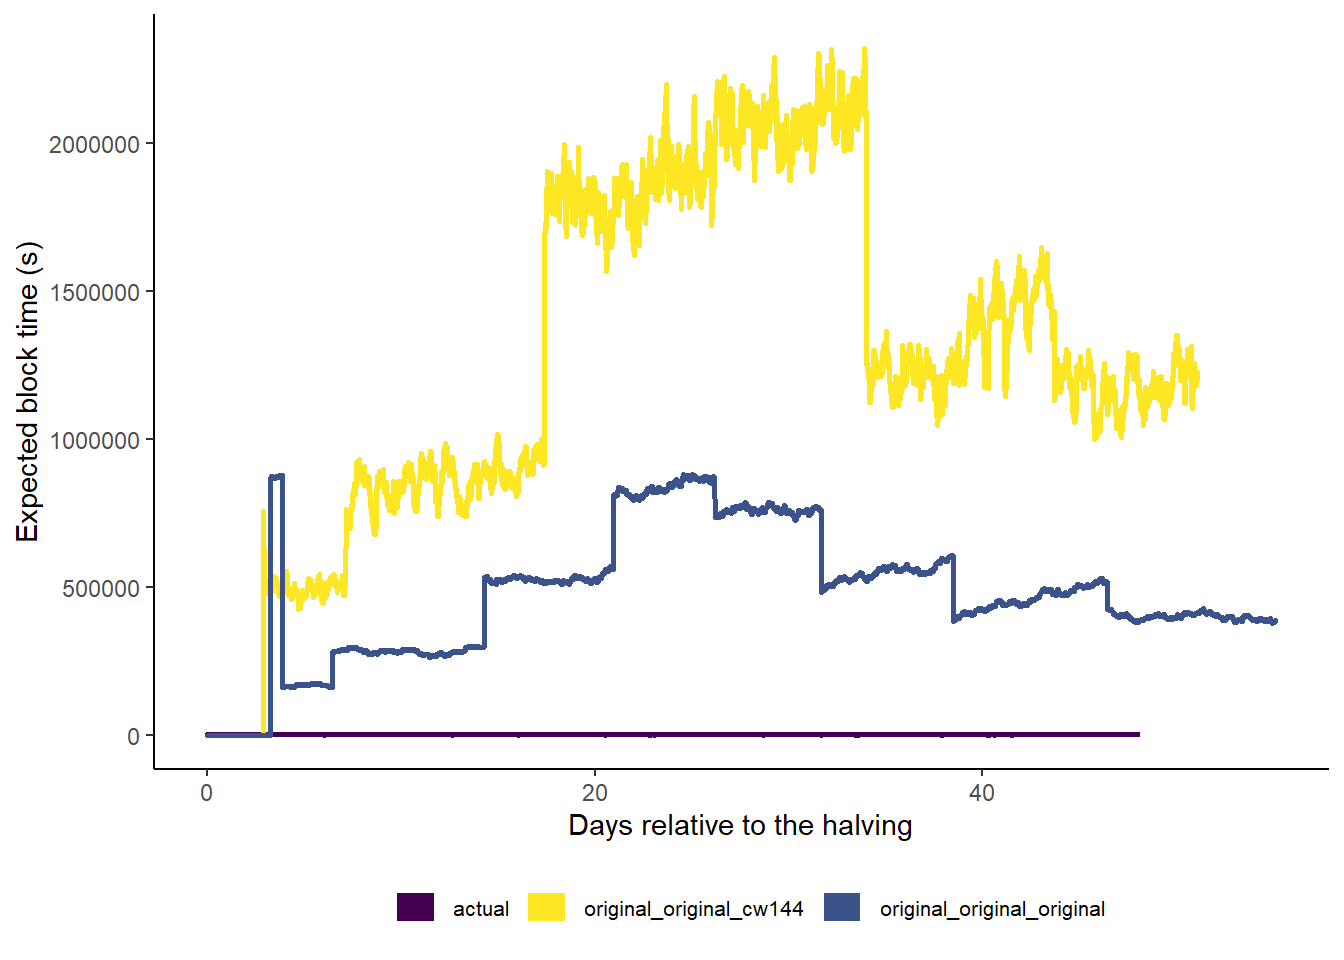 Expected block time (s)
2000000
1500000
1000000
500000
0
0 20 40
Days relative to the halving
actual original_original_cw144 original_original_original